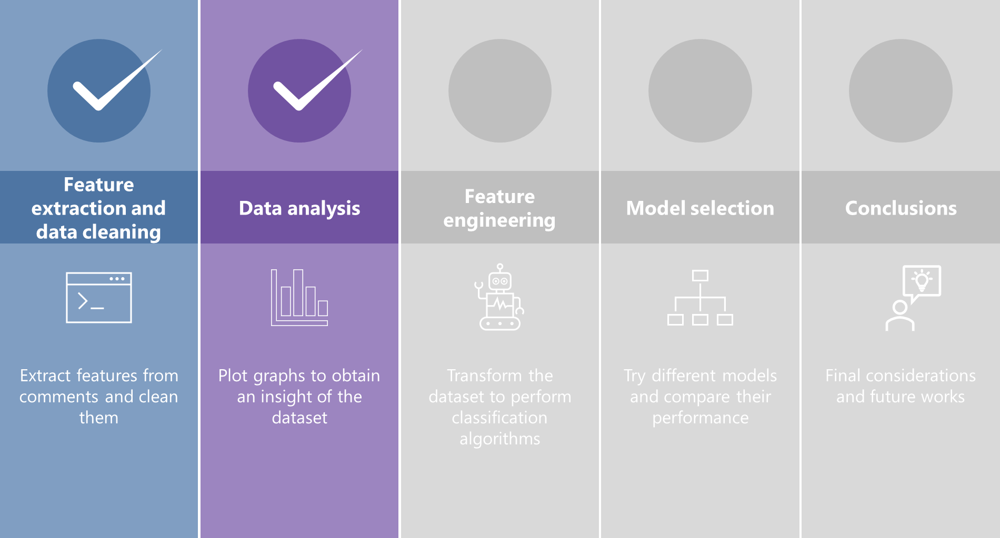 Feature
extraction and
data cleaning
Extract features from
comments and clean
them
Data analysis
Plot graphs to obtain
an insight of the
dataset
Feature
engineering
Transform the
dataset to perform
classification
algorithms
Model selection
Try different models
and compare their
performance
Conclusions
Final considerations
and future works